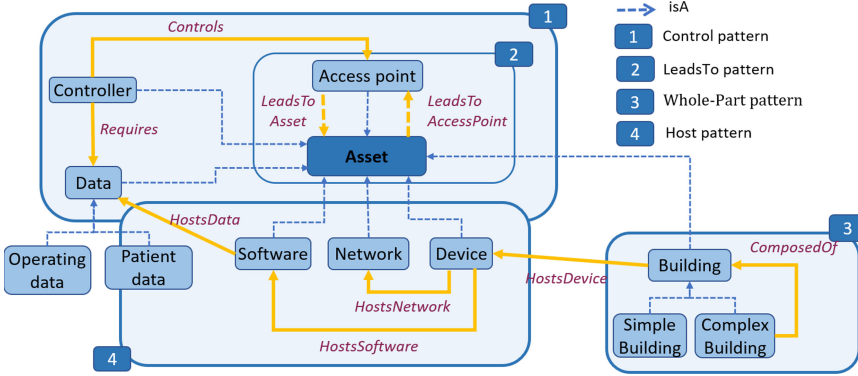 Controls
1
isA
1
Control pattern
2
LeadsTo pattern
3
Whole-Part pattern
4
Host pattern
2
Access point
Controller
LeadsTo
Asset
LeadsTo
AccessPoint
Requires
Asset
Data
HostsData
Operating
data
Patient
data
Software
Network
Device
HostsNetwork
HostsSoftware
4
HostsDevice
3
ComposedOf
Building
Simple
Building
Complex
Building